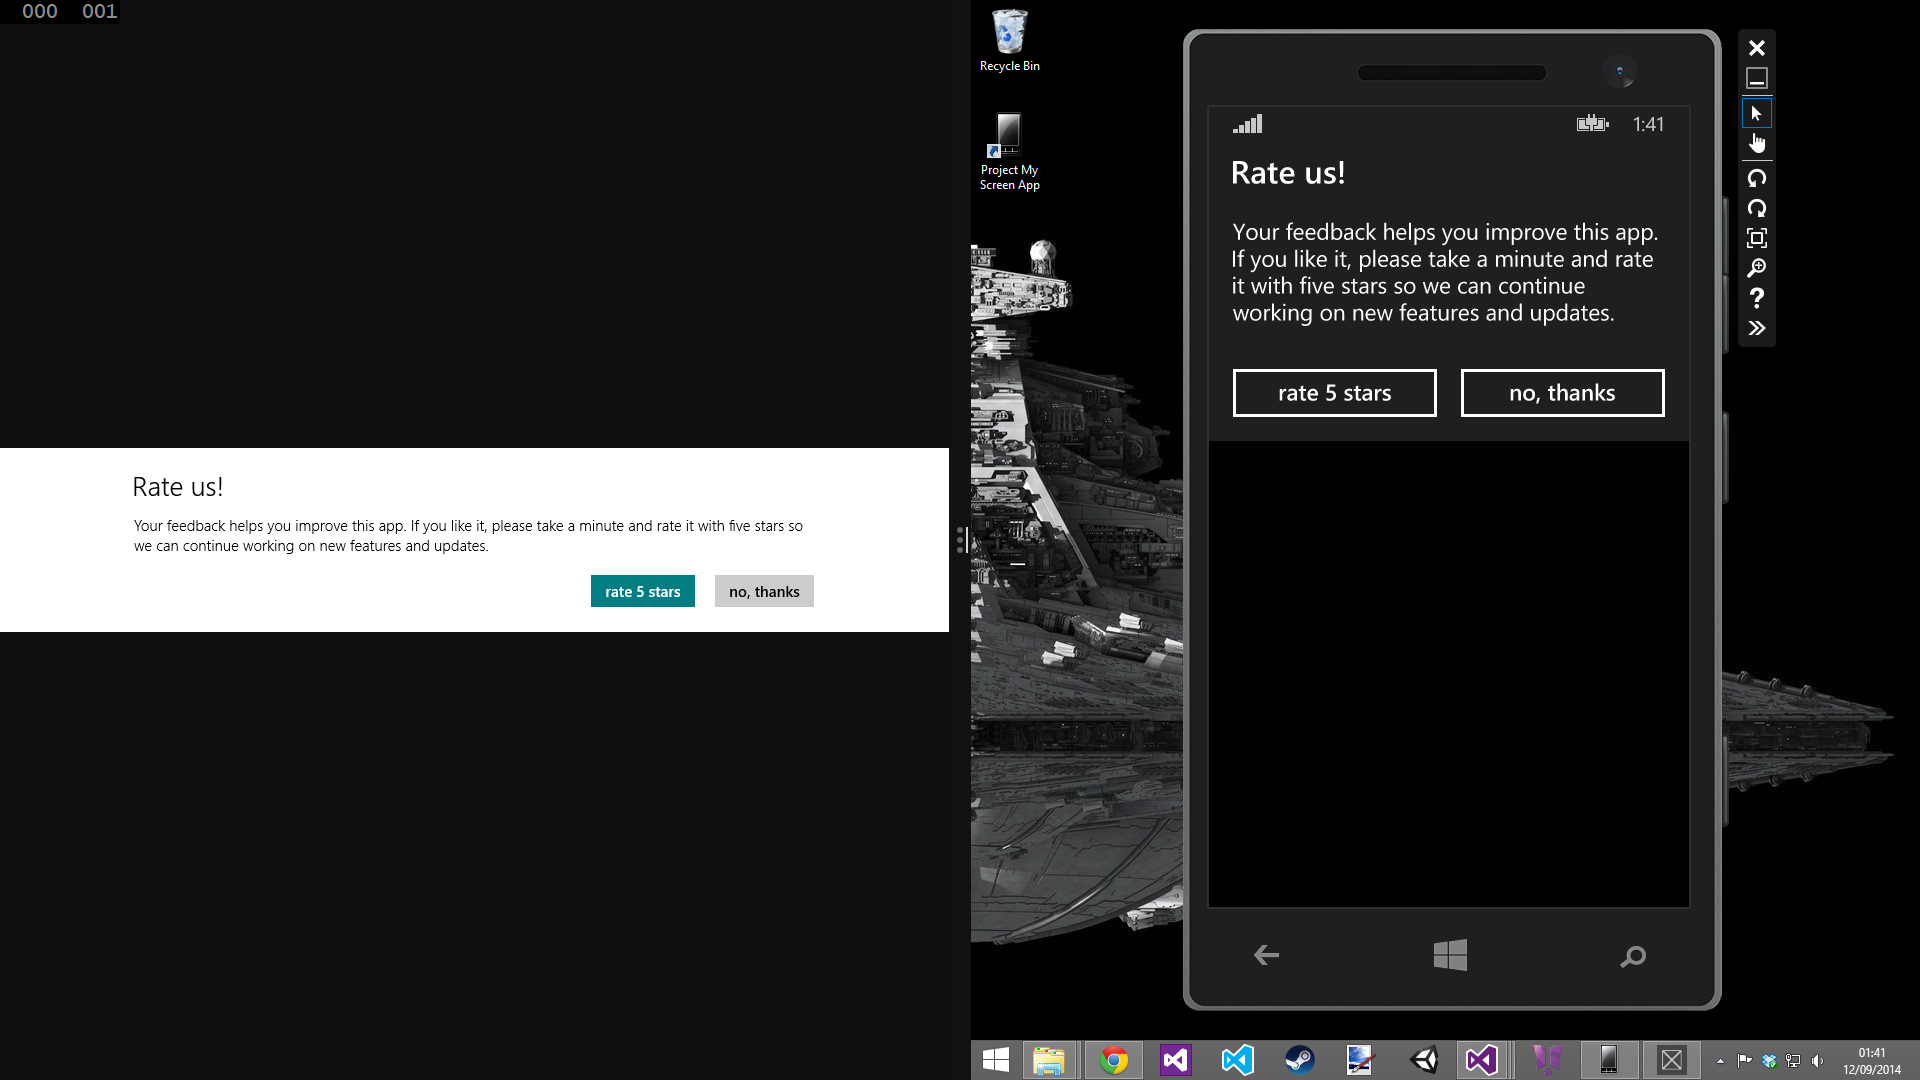 000 001
Rate us!
Your feedback helps you improve this app. If you like it, please take a minute and rate it with five stars so
we can continue working on new features and updates.
rate 5 stars
no, thanks
Recycle Bin
Project My
Screen App
1:41
Rate us!
Your feedback helps you improve this app.
If you like it, please take a minute and rate
it with five stars so we can continue
working on new features and updates.
rate 5 stars
no, thanks
01:41
12/09/2014